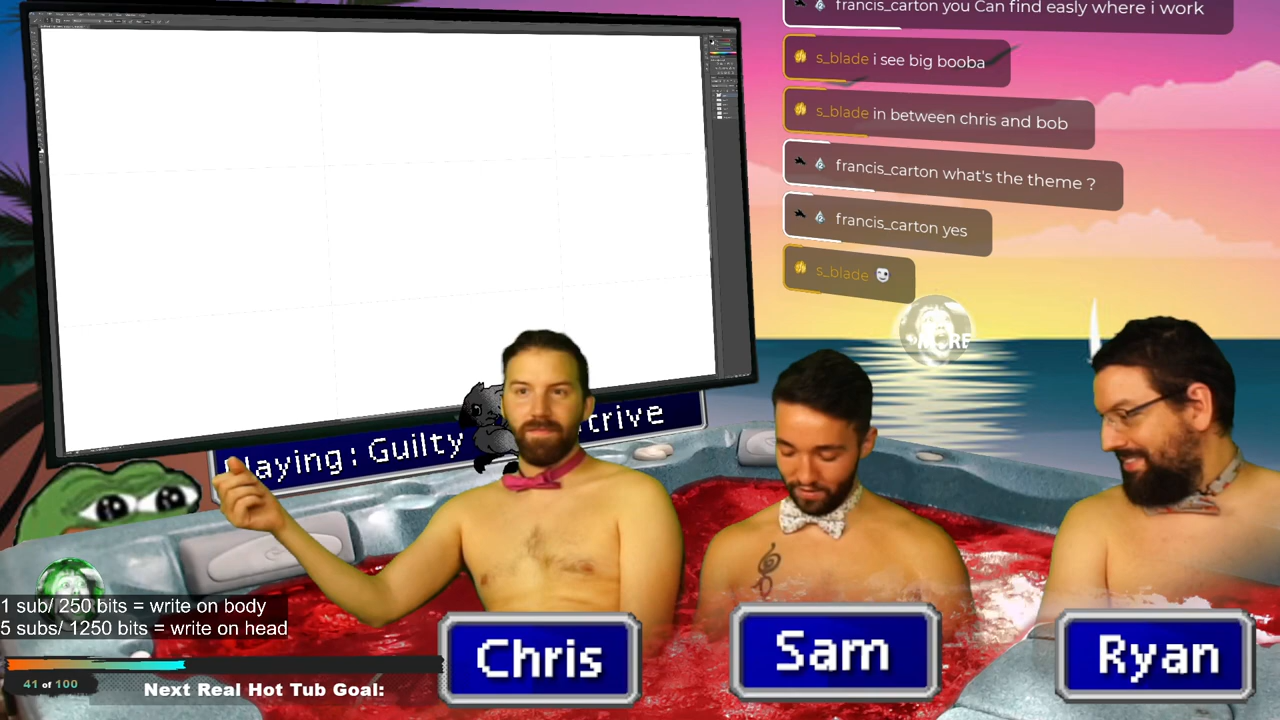 francis_carton you Can find easly where i work
s_blade i see big booba
s_blade in between chris and bob
francis_carton what's the theme ?
francis_carton yes
s_blade
MORE
Playing: Guilty
1 sub/ 250 bits = write on body
5 subs/ 1250 bits = write on head
41 of 100
Next Real Hot Tub Goal:
Chris
Sam
Ryan